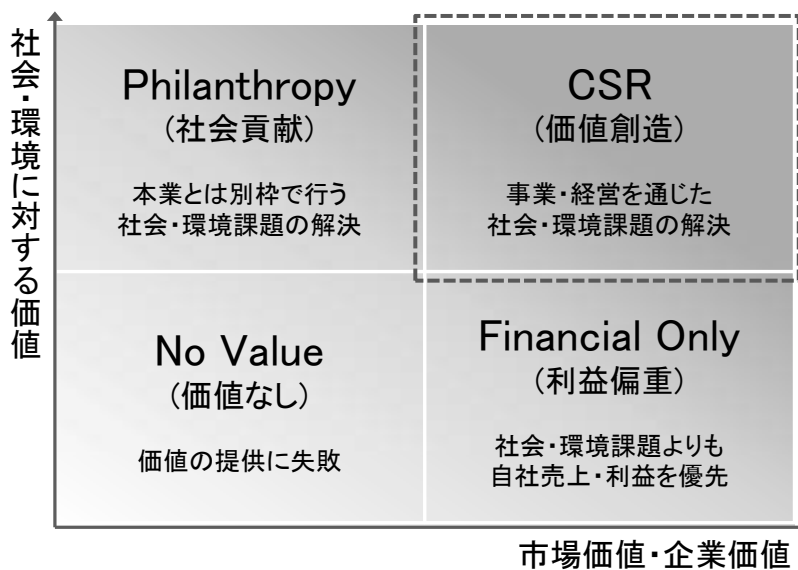 社会・環境に対する価値
Philanthropy
(社会貢献)
本業とは別枠で行う
社会・環境課題の解決
CSR
(価値創造)
事業・経営を通じた
社会・環境課題の解決
No Value
(価値なし)
価値の提供に失敗
Financial Only
(利益偏重)
社会・環境課題よりも
自社売上・利益を優先
市場価値・企業価値